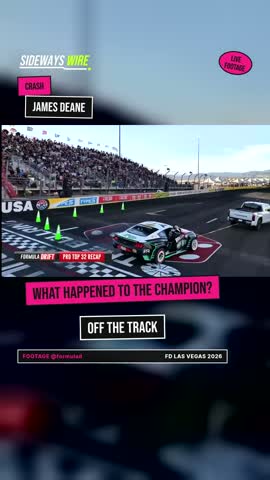 SIDEWAYS WIRE.
LIVE
FOOTAGE
CRASH
JAMES DEANE
USA
FORMULA DRIFT
PRO TOP 32 RECAP
WHAT HAPPENED TO THE CHAMPION?
OFF THE TRACK
FOOTAGE @formulad
FD LAS VEGAS 2026